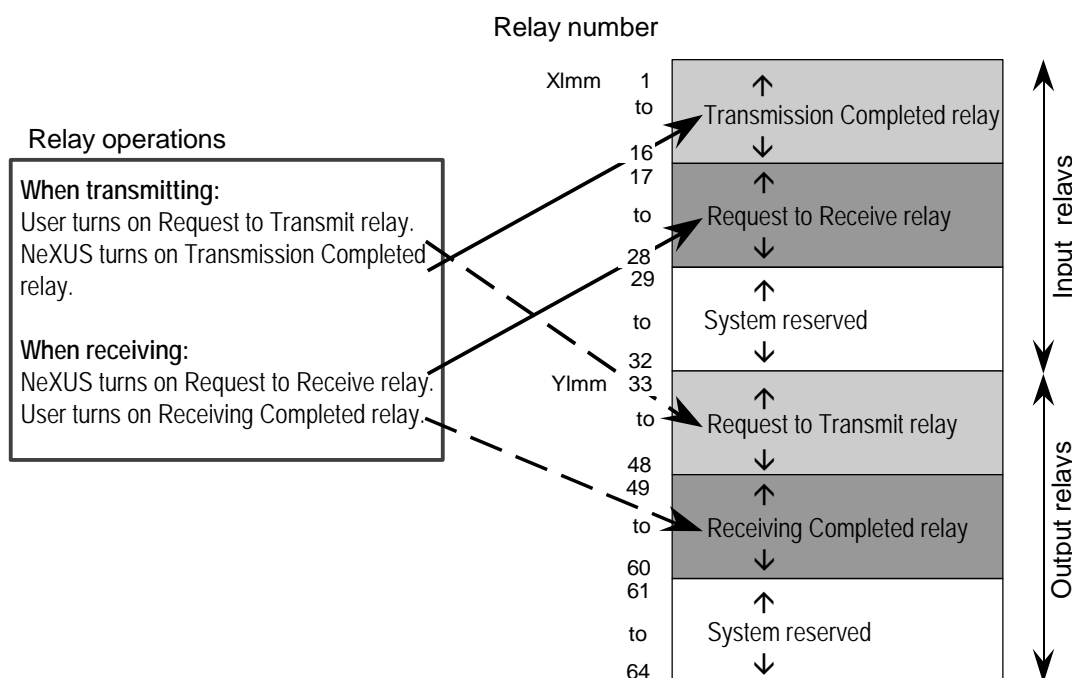 Relay number
Relay operations
When transmitting:
User turns on Request to Transmit relay.
NeXUS turns on Transmission Completed
relay.
When receiving:
NeXUS turns on Request to Receive relay.
User turns on Receiving Completed relay.
Xlmm 1
to
16
Transmission Completed relay
17
to
28
Request to Receive relay
29
to
32
System reserved
Ylmm 33
to
48
Request to Transmit relay
49
to
60
Receiving Completed relay
61
to
64
System reserved
Input relays
Output relays